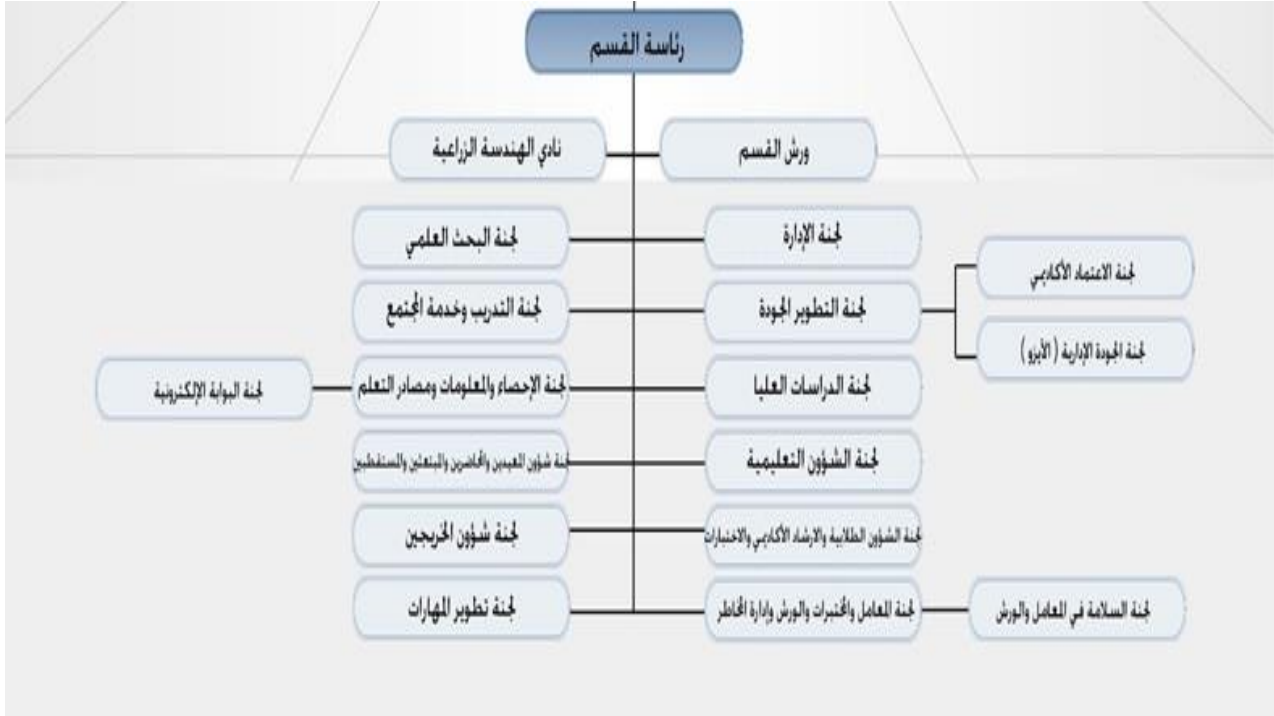 رئاسة القسم
ورش القسم
نادي الهندسة الزراعية
لجنة الإدارة
لجنة البحث العلمي
لجنة الاعتماد الأكاديمي
لجنة التطوير الجودة
لجنة التدريب وخدمة المجتمع
لجنة الجودة الإدارية ( الأيزو )
لجنة الدراسات العليا
لجنة الإحصاء والمعلومات ومصادر التعلم
لجنة البوابة الإلكترونية
لجنة الشؤون التعليمية
لجنة شؤون المعيدين والمحاضرين والمبتعثين والمستقطبين
لجنة الشؤون الطلابية والارشاد الأكاديمي والاختبارات
لجنة شؤون الخريجين
لجنة المعامل والمختبرات والورش وإدارة المخاطر
لجنة تطوير المهارات
لجنة السلامة في المعامل والورش